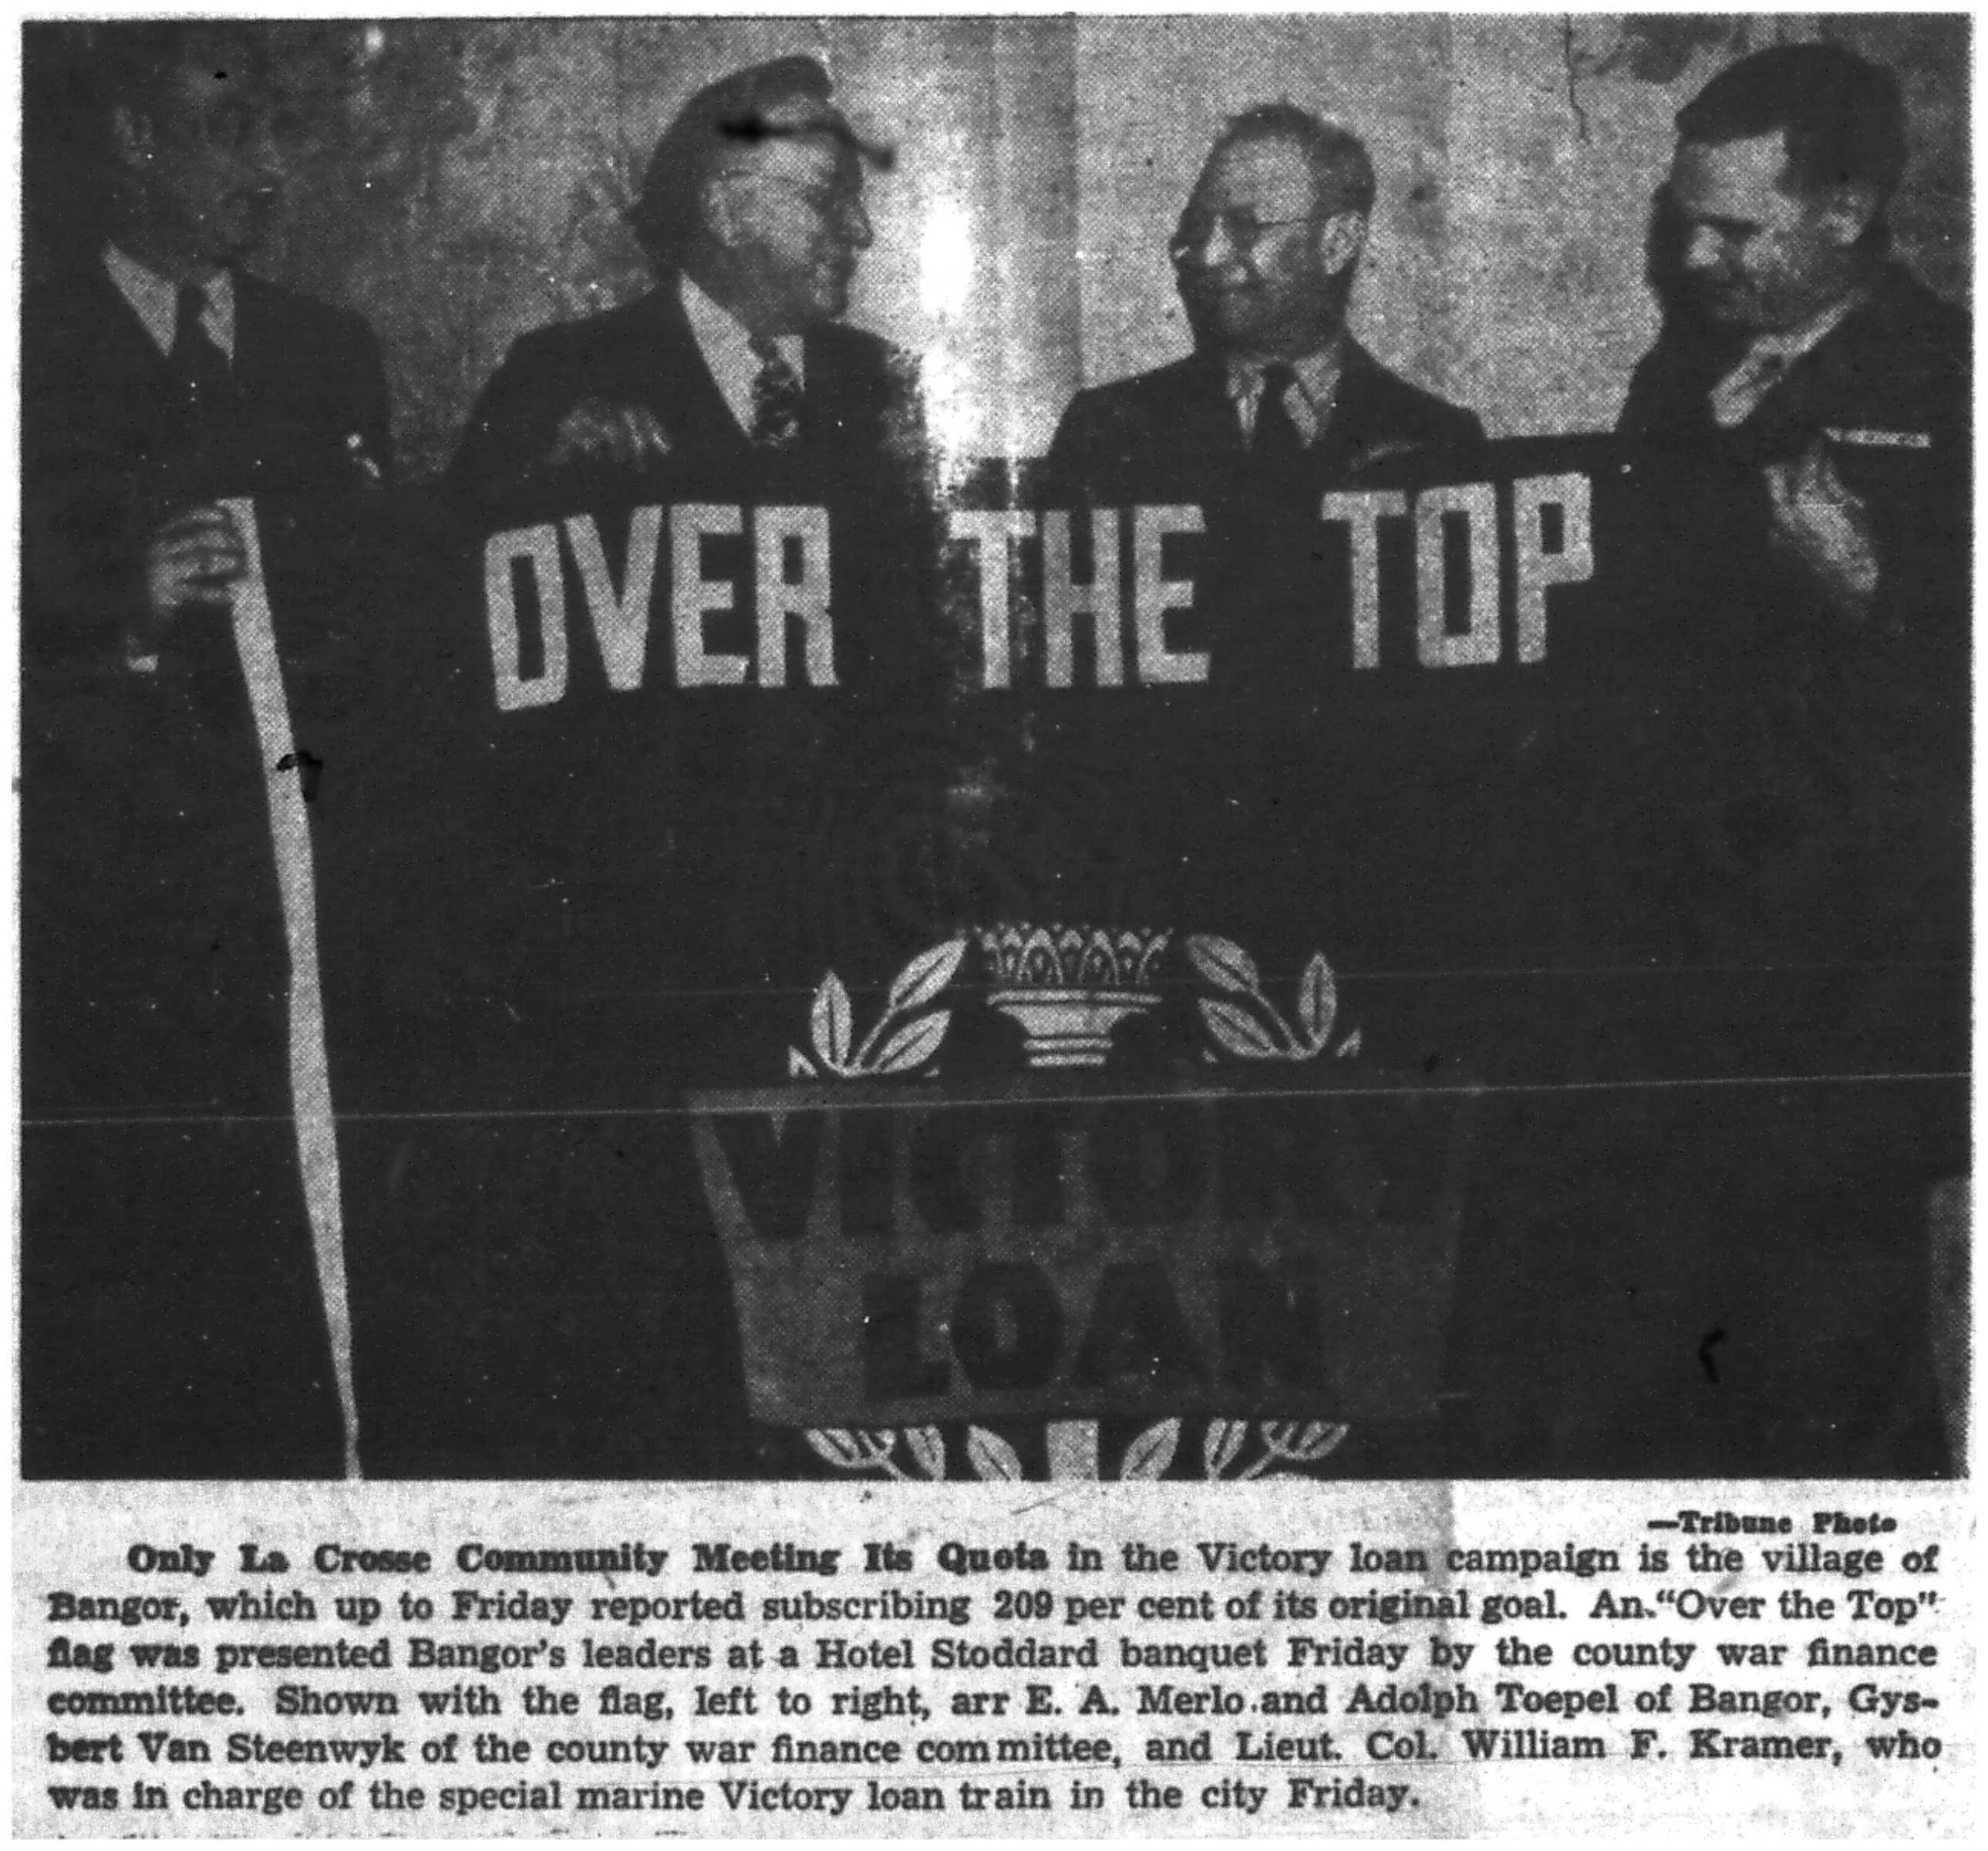 OVER THE TOP
VICTORY
LOAN
—Tribune Photo
Only La Crosse Community Meeting Its Quota in the Victory loan campaign is the village of
Bangor, which up to Friday reported subscribing 209 per cent of its original goal. An "Over the Top"
flag was presented Bangor's leaders at a Hotel Stoddard banquet Friday by the county war finance
committee. Shown with the flag, left to right, arr E. A. Merlo and Adolph Toepel of Bangor, Gys-
bert Van Steenwyk of the county war finance committee, and Lieut. Col. William F. Kramer, who
was in charge of the special marine Victory loan train in the city Friday.